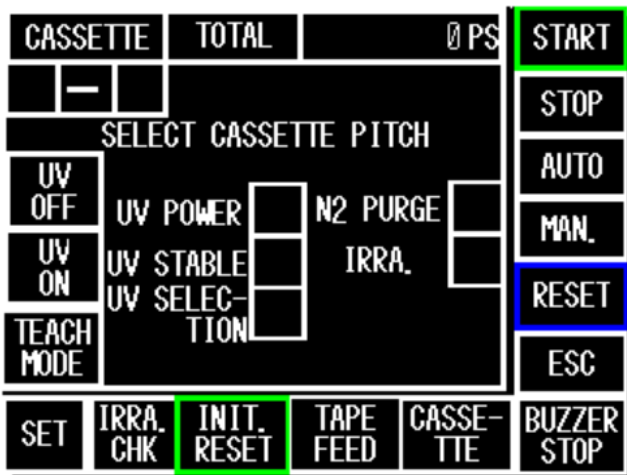 CASSETTE TOTAL 0 PS START
–
STOP
SELECT CASSETTE PITCH
AUTO
UV
OFF
UV POWER N2 PURGE
MAN.
UV
ON
UV STABLE IRRA.
RESET
UV SELEC-
TION
TEACH
MODE
ESC
SET
IRRA.
CHK
INIT.
RESET
TAPE
FEED
CASSE-
TTE
BUZZER
STOP